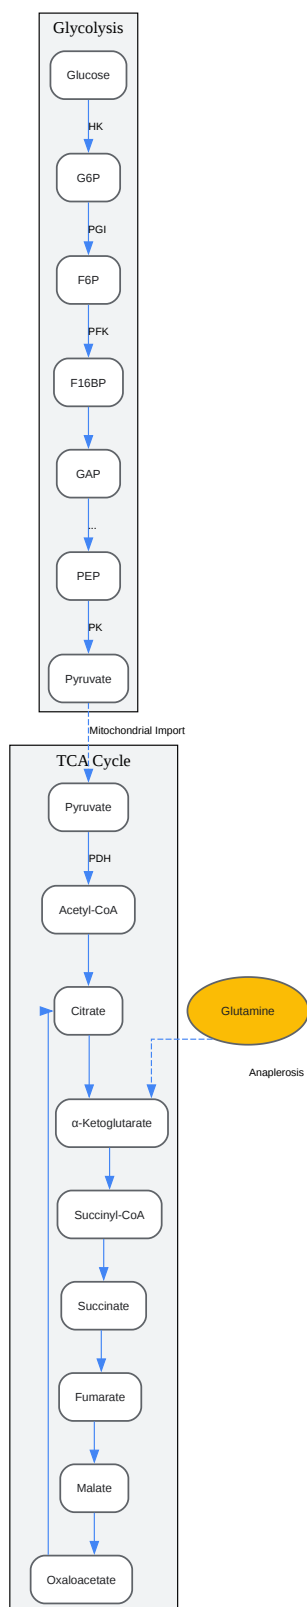 Glycolysis
Glucose
HK
G6P
PGI
F6P
PFK
F16BP
GAP
...
PEP
PK
Pyruvate
Mitochondrial Import
TCA Cycle
Pyruvate
PDH
Acetyl-CoA
Citrate
Glutamine
Anaplerosis
α-Ketoglutarate
Succinyl-CoA
Succinate
Fumarate
Malate
Oxaloacetate